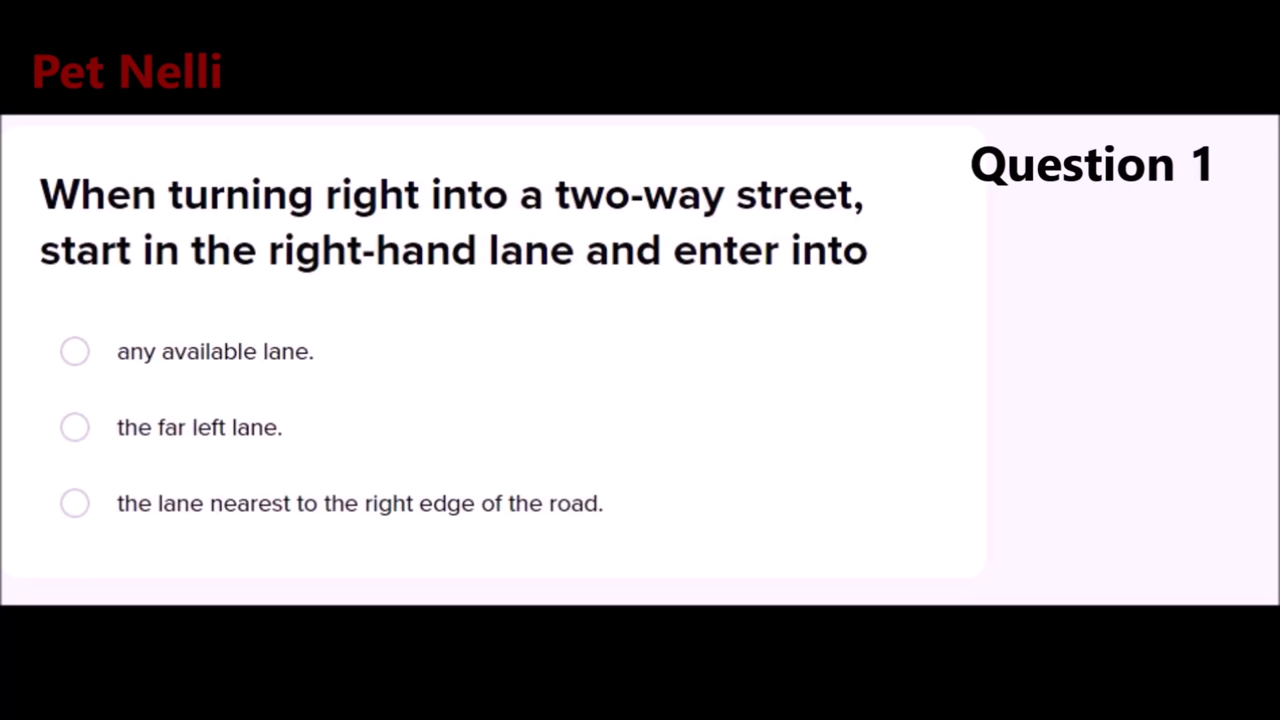 Pet Nelli
Question 1
When turning right into a two-way street,
start in the right-hand lane and enter into
any available lane.
the far left lane.
the lane nearest to the right edge of the road.